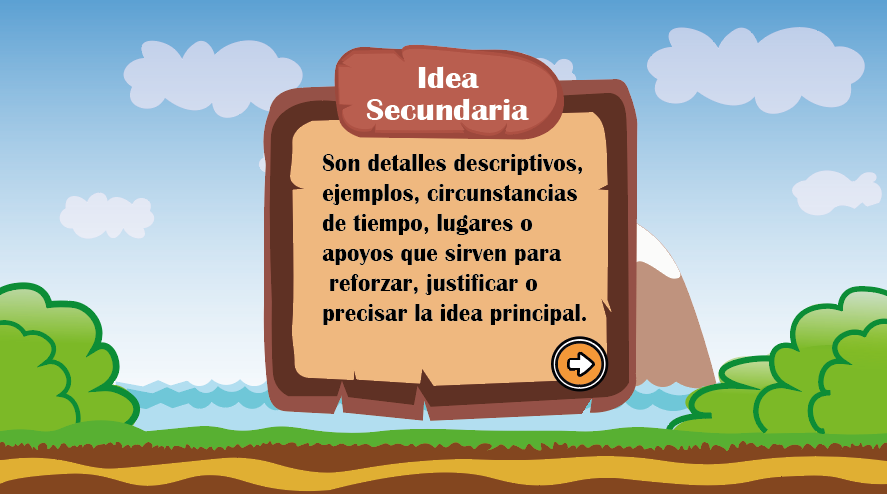 Idea
Secundaria
Son detalles descriptivos,
ejemplos, circunstancias
de tiempo, lugares o
apoyos que sirven para
reforzar, justificar o
precisar la idea principal.